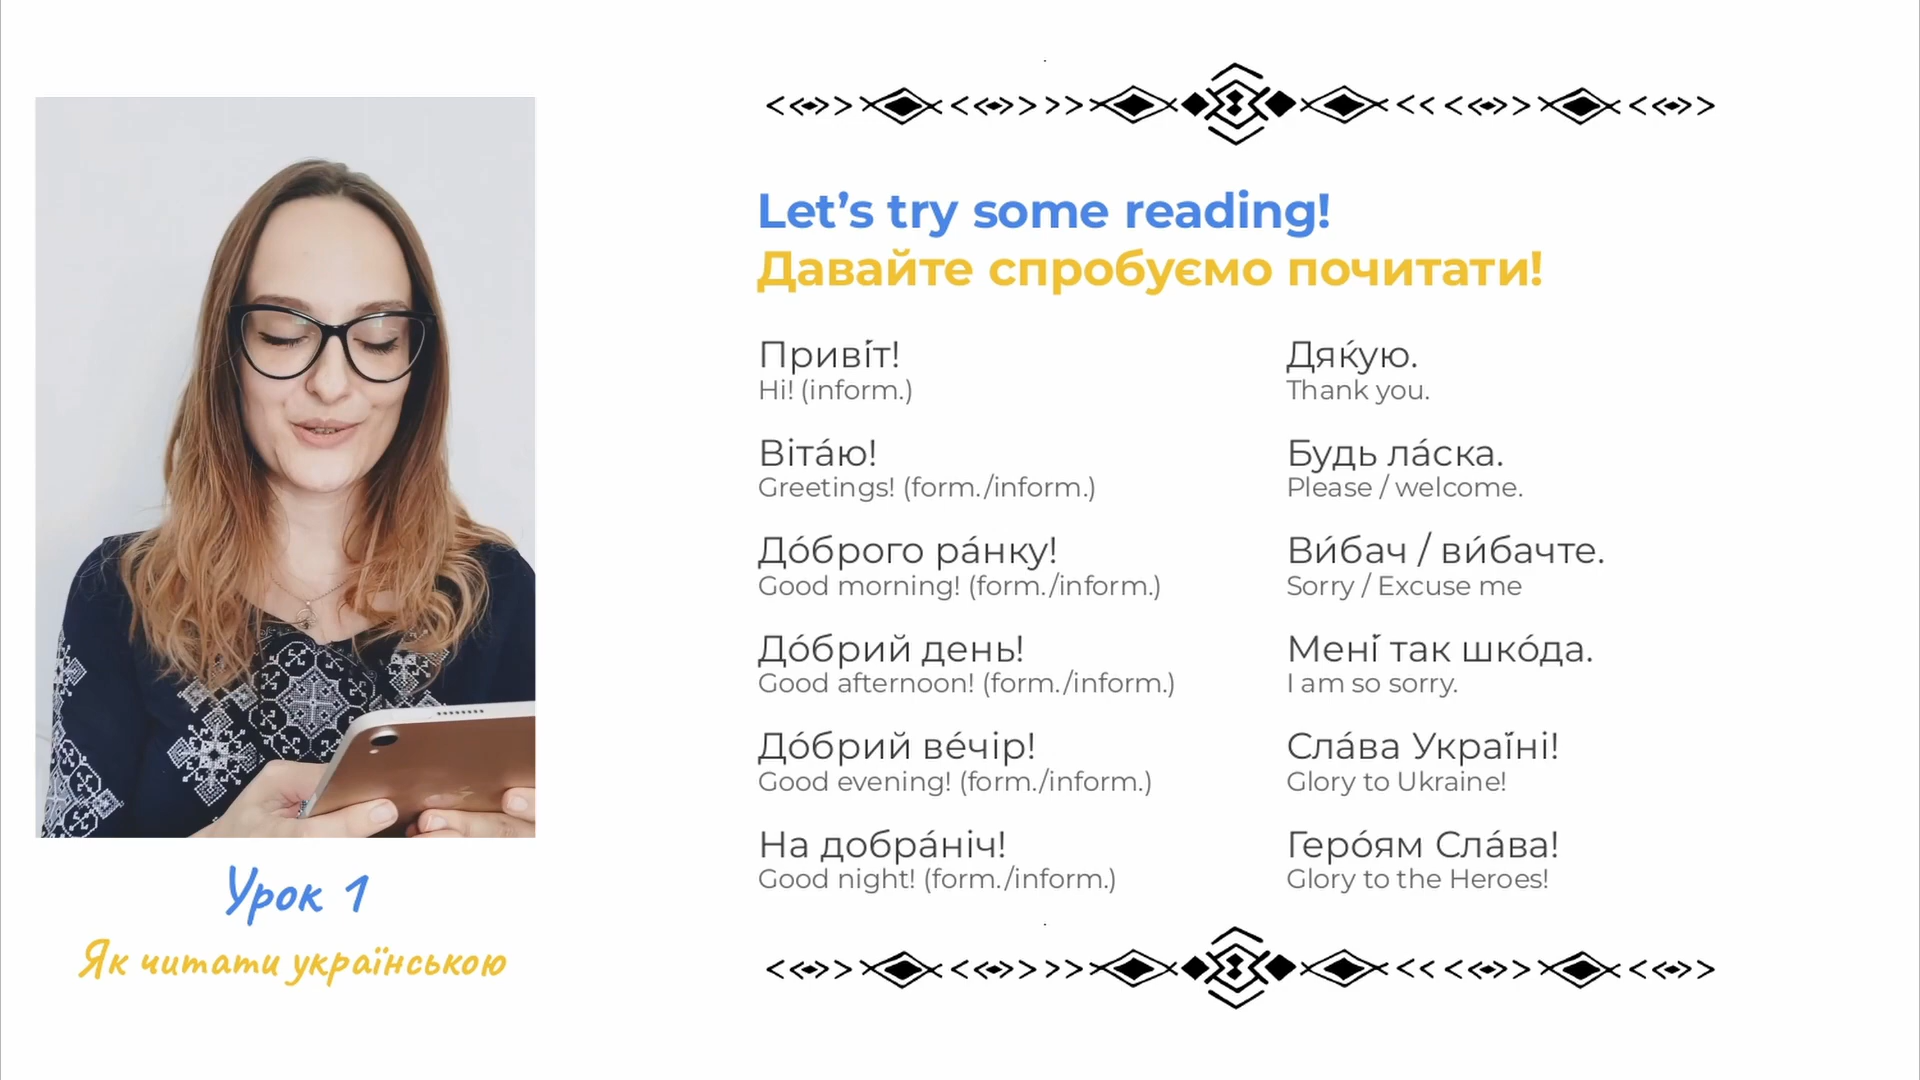 Let’s try some reading!
Давайте спробуємо почитати!
Приві́т!
Hi! (inform.)
Віта́ю!
Greetings! (form./inform.)
До́брого ра́нку!
Good morning! (form./inform.)
До́брий день!
Good afternoon! (form./inform.)
До́брий ве́чір!
Good evening! (form./inform.)
На добра́ніч!
Good night! (form./inform.)
Дяќую.
Thank you.
Будь ла́ска.
Please / welcome.
Ви́бач / ви́бачте.
Sorry / Excuse me
Мені́ так шко́да.
I am so sorry.
Сла́ва Украї́ні!
Glory to Ukraine!
Геро́ям Сла́ва!
Glory to the Heroes!
Урок 1
Як читати українською